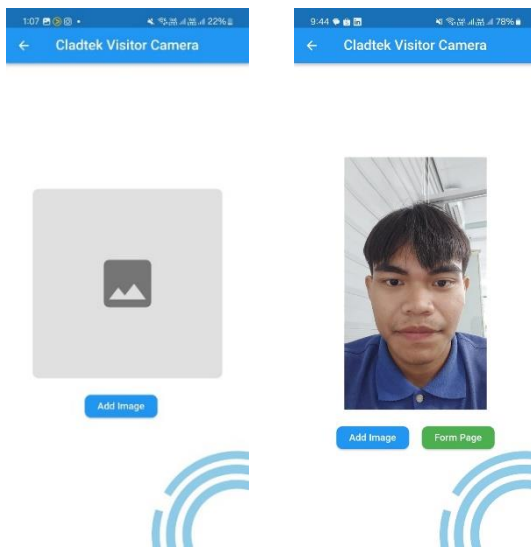 1:07
22%
← Cladtek Visitor Camera
Add Image
9:44
78%
← Cladtek Visitor Camera
Add Image
Form Page